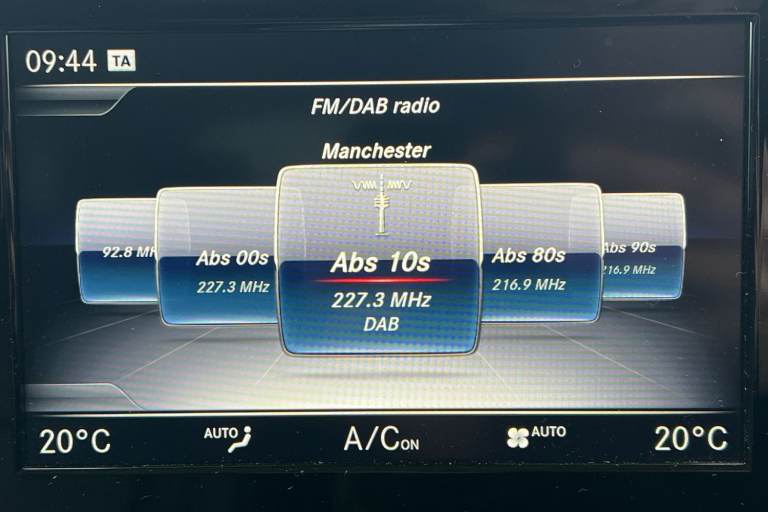 09:44 TA
FM/DAB radio
Manchester
92.8 MH
Abs 00s
227.3 MHz
Abs 10s
227.3 MHz
DAB
Abs 80s
216.9 MHz
Abs 90s
216.9 MHz
20°C AUTO A/C ON AUTO 20°C